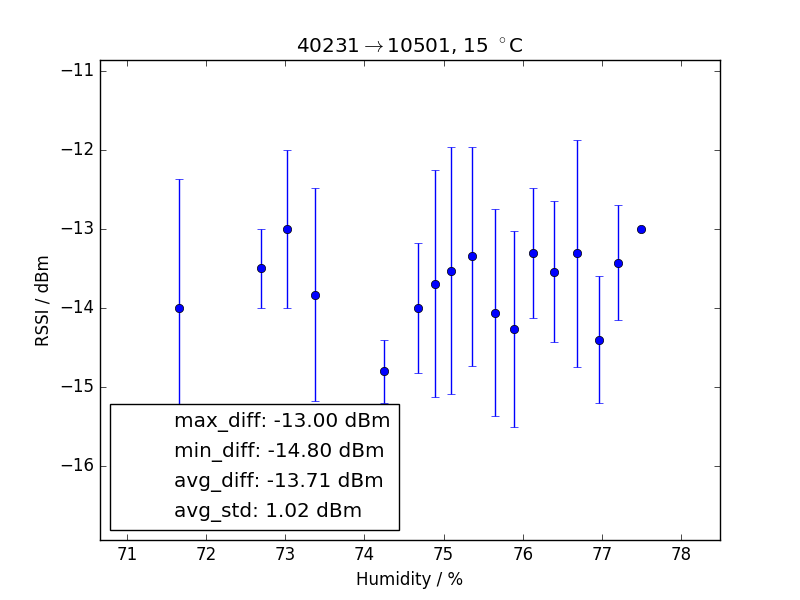 40231→10501, 15 °C
−11
−12
−13
−14
−15
−16
RSSI / dBm
max_diff: -13.00 dBm
min_diff: -14.80 dBm
avg_diff: -13.71 dBm
avg_std: 1.02 dBm
71 72 73 74 75 76 77 78
Humidity / %